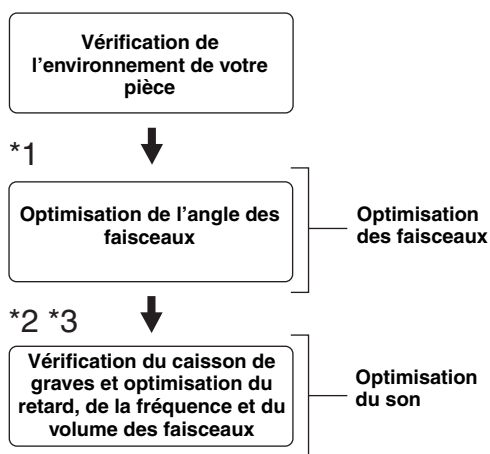 Vérification de
l’environnement de votre
pièce
*1
Optimisation de l’angle des
faisceaux
Optimisation
des faisceaux
*2 *3
Vérification du caisson de
graves et optimisation du
retard, de la fréquence et du
volume des faisceaux
Optimisation
du son